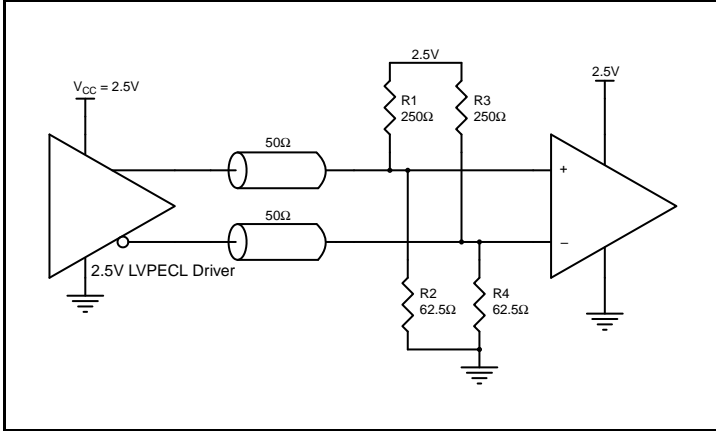 2.5V
2.5V
V_CC = 2.5V
R1
250Ω
R3
250Ω
50Ω
+
50Ω
–
2.5V LVPECL Driver
R2
62.5Ω
R4
62.5Ω